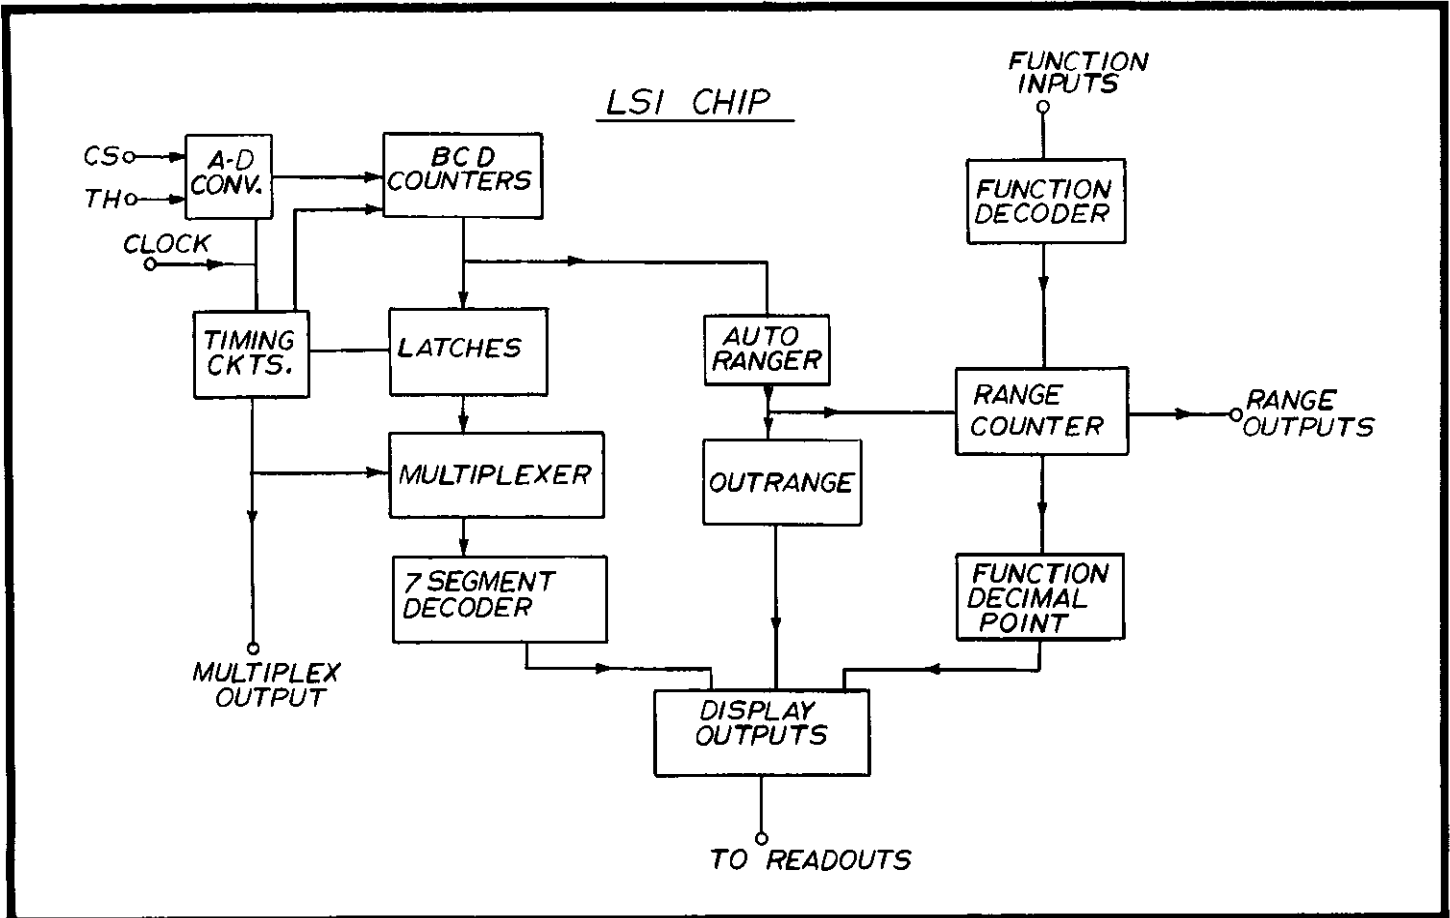 LSI CHIP
FUNCTION
INPUTS
CS
TH
A-D
CONV.
BCD
COUNTERS
FUNCTION
DECODER
CLOCK
TIMING
CKTS.
LATCHES
AUTO
RANGER
RANGE
COUNTER
RANGE
OUTPUTS
MULTIPLEXER
OUTRANGE
7 SEGMENT
DECODER
FUNCTION
DECIMAL
POINT
MULTIPLEX
OUTPUT
DISPLAY
OUTPUTS
TO READOUTS